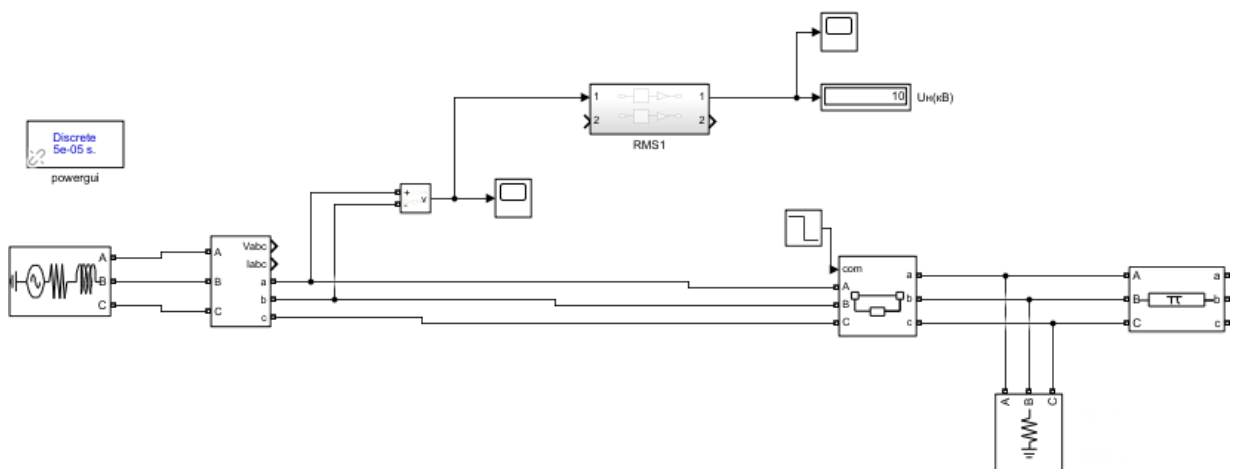 Discrete
5e-05 s.
powergui
A
B
C
A
B
C
Vabc
Iabc
a
b
c
+
-
v
1
2
1
2
RMS1
10
Uн(кВ)
com
A
B
C
a
b
c
A
B
C
a
b
c
A
B
C